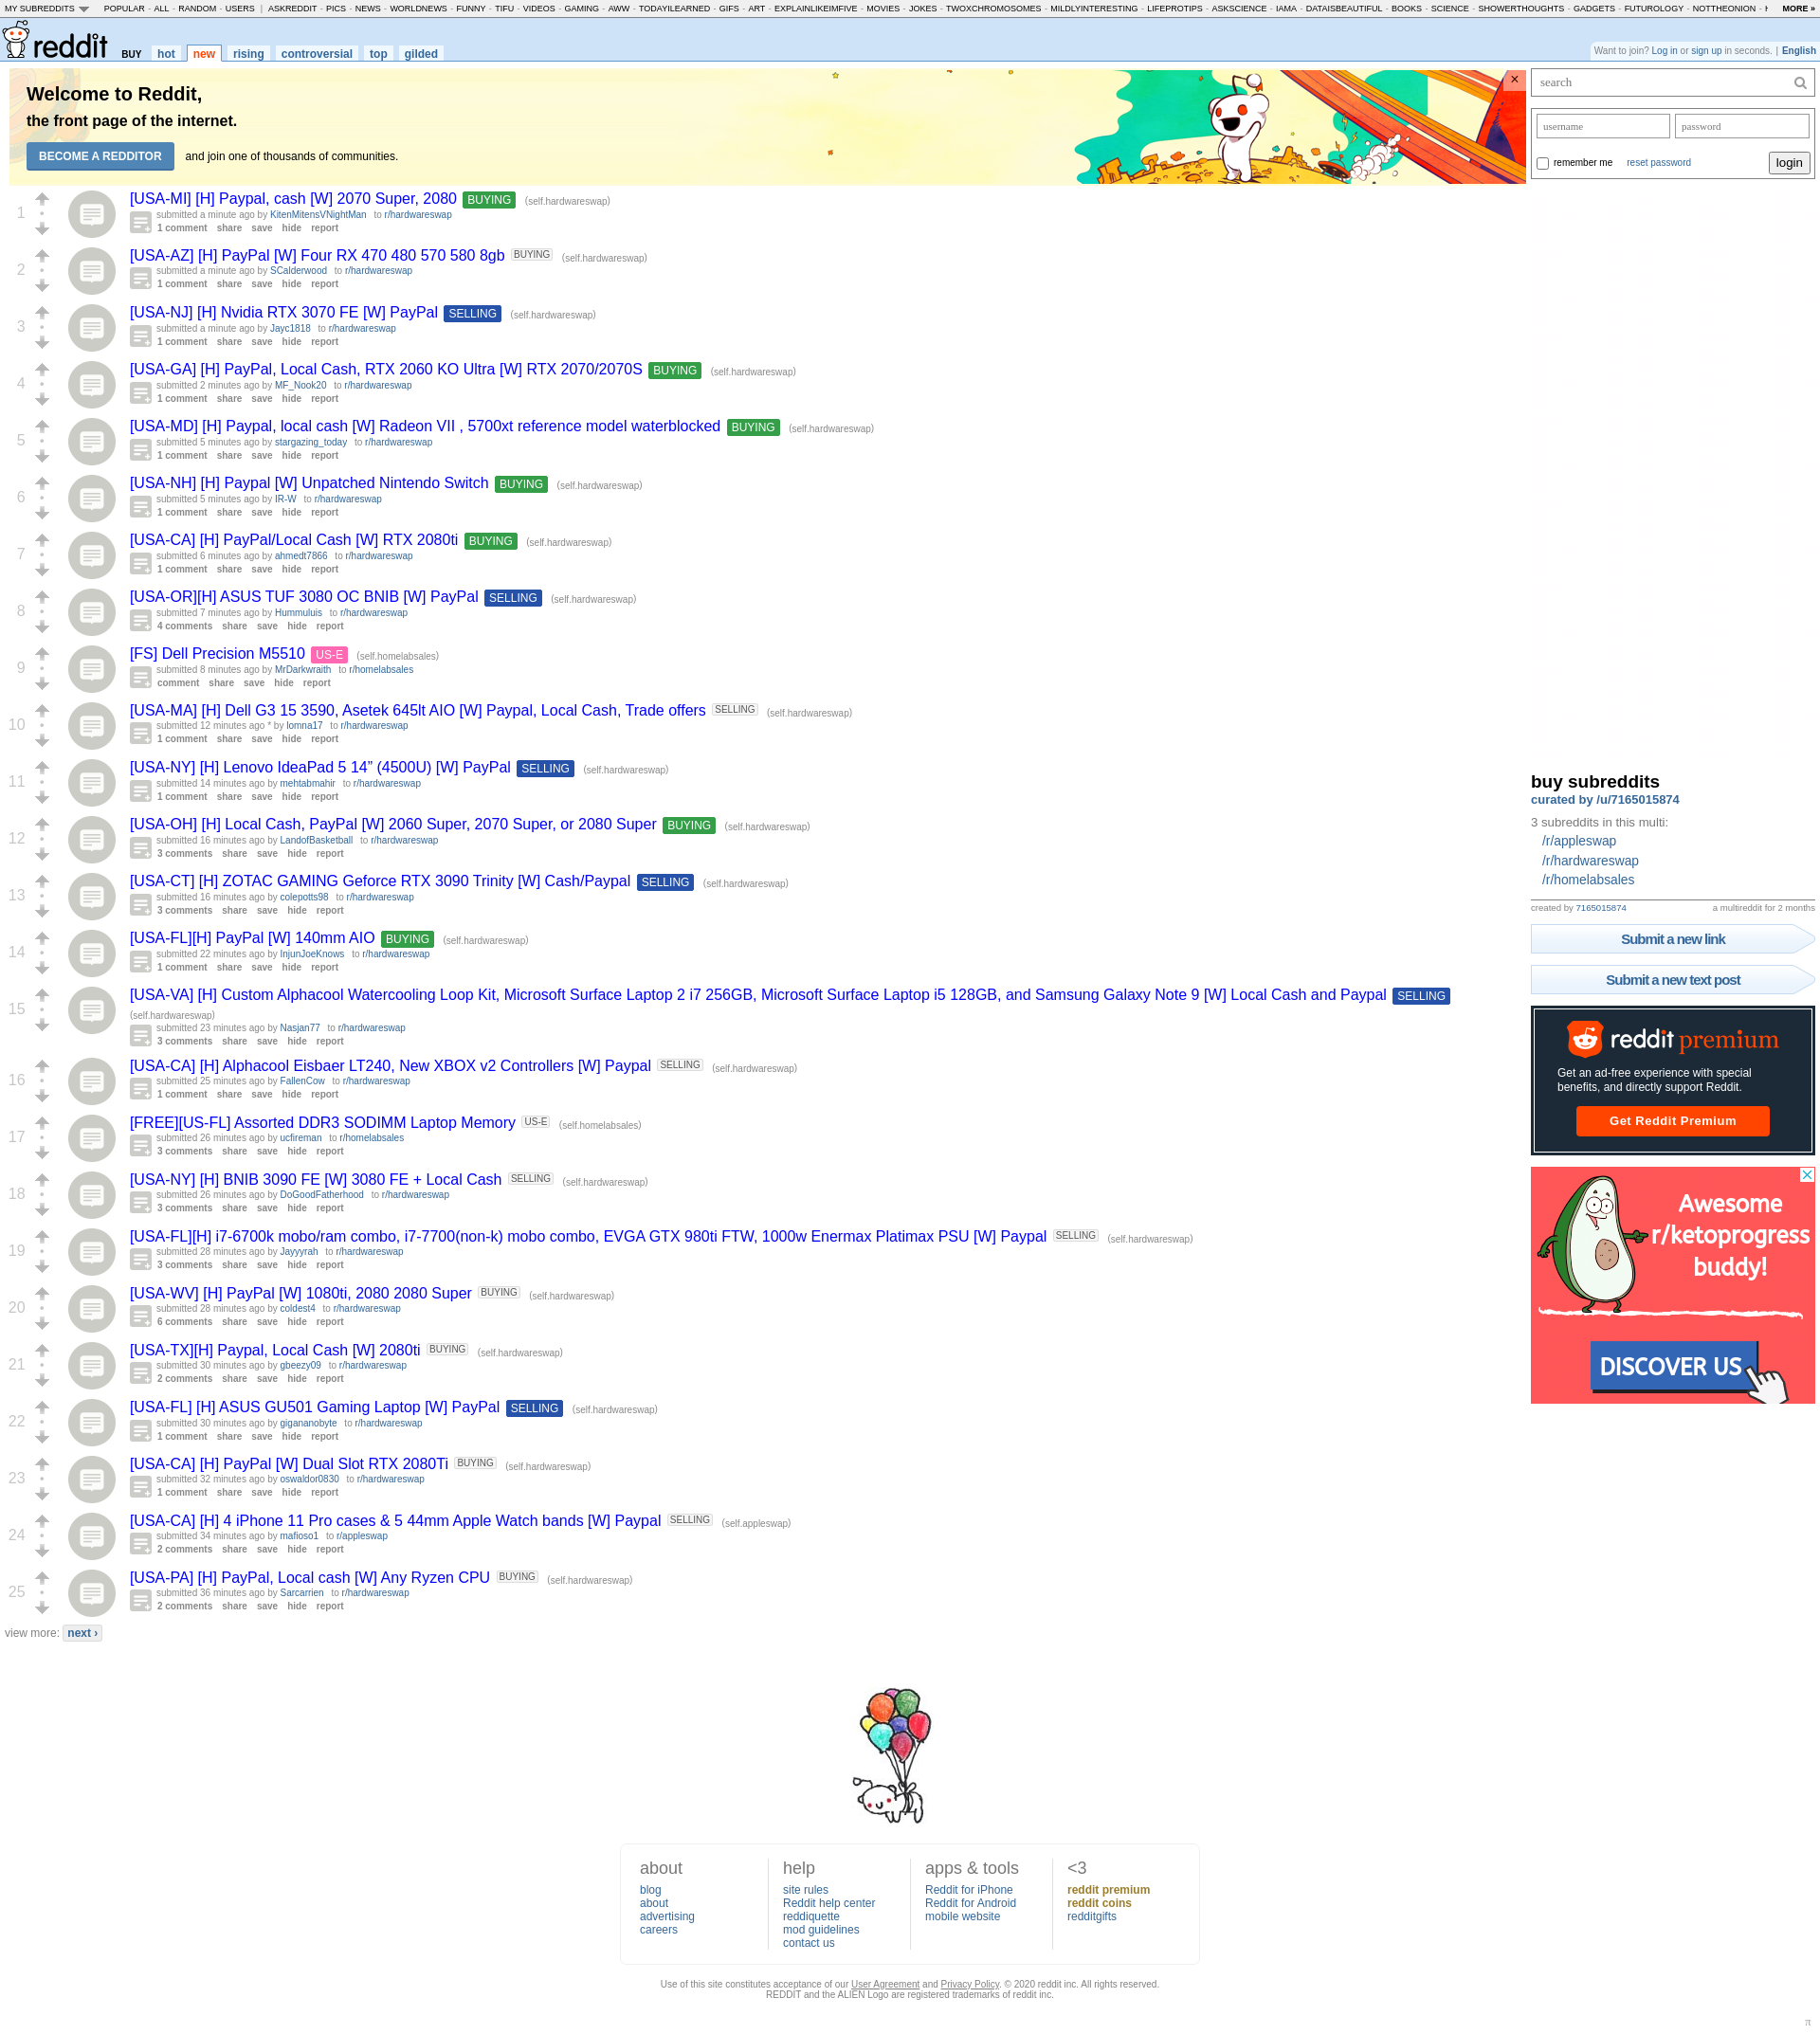 MY SUBREDDITS POPULAR - ALL - RANDOM - USERS | ASKREDDIT - PICS - NEWS - WORLDNEWS - FUNNY - TIFU - VIDEOS - GAMING - AWW - TODAYILEARNED - GIFS - ART - EXPLAINLIKEIMFIVE - MOVIES - JOKES - TWOXCHROMOSOMES - MILDLYINTERESTING - LIFEPROTIPS - ASKSCIENCE - IAMA - DATAISBEAUTIFUL - BOOKS - SCIENCE - SHOWERTHOUGHTS - GADGETS - FUTUROLOGY - NOTTHEONION - MORE »
reddit BUY hot new rising controversial top gilded
Want to join? Log in or sign up in seconds. | English
Welcome to Reddit,
the front page of the internet.
BECOME A REDDITOR and join one of thousands of communities.
×
search
username password
remember me reset password login
1
[USA-MI] [H] Paypal, cash [W] 2070 Super, 2080 BUYING (self.hardwareswap)
submitted a minute ago by KitenMitensVNightMan to r/hardwareswap
1 comment share save hide report
2
[USA-AZ] [H] PayPal [W] Four RX 470 480 570 580 8gb BUYING (self.hardwareswap)
submitted a minute ago by SCalderwood to r/hardwareswap
1 comment share save hide report
3
[USA-NJ] [H] Nvidia RTX 3070 FE [W] PayPal SELLING (self.hardwareswap)
submitted a minute ago by Jayc1818 to r/hardwareswap
1 comment share save hide report
4
[USA-GA] [H] PayPal, Local Cash, RTX 2060 KO Ultra [W] RTX 2070/2070S BUYING (self.hardwareswap)
submitted 2 minutes ago by MF_Nook20 to r/hardwareswap
1 comment share save hide report
5
[USA-MD] [H] Paypal, local cash [W] Radeon VII , 5700xt reference model waterblocked BUYING (self.hardwareswap)
submitted 5 minutes ago by stargazing_today to r/hardwareswap
1 comment share save hide report
6
[USA-NH] [H] Paypal [W] Unpatched Nintendo Switch BUYING (self.hardwareswap)
submitted 5 minutes ago by IR-W to r/hardwareswap
1 comment share save hide report
7
[USA-CA] [H] PayPal/Local Cash [W] RTX 2080ti BUYING (self.hardwareswap)
submitted 6 minutes ago by ahmedt7866 to r/hardwareswap
1 comment share save hide report
8
[USA-OR][H] ASUS TUF 3080 OC BNIB [W] PayPal SELLING (self.hardwareswap)
submitted 7 minutes ago by Hummuluis to r/hardwareswap
4 comments share save hide report
9
[FS] Dell Precision M5510 US-E (self.homelabsales)
submitted 8 minutes ago by MrDarkwraith to r/homelabsales
comment share save hide report
10
[USA-MA] [H] Dell G3 15 3590, Asetek 645lt AIO [W] Paypal, Local Cash, Trade offers SELLING (self.hardwareswap)
submitted 12 minutes ago * by lomna17 to r/hardwareswap
1 comment share save hide report
11
[USA-NY] [H] Lenovo IdeaPad 5 14” (4500U) [W] PayPal SELLING (self.hardwareswap)
submitted 14 minutes ago by mehtabmahir to r/hardwareswap
1 comment share save hide report
12
[USA-OH] [H] Local Cash, PayPal [W] 2060 Super, 2070 Super, or 2080 Super BUYING (self.hardwareswap)
submitted 16 minutes ago by LandofBasketball to r/hardwareswap
3 comments share save hide report
13
[USA-CT] [H] ZOTAC GAMING Geforce RTX 3090 Trinity [W] Cash/Paypal SELLING (self.hardwareswap)
submitted 16 minutes ago by colepotts98 to r/hardwareswap
3 comments share save hide report
14
[USA-FL][H] PayPal [W] 140mm AIO BUYING (self.hardwareswap)
submitted 22 minutes ago by InjunJoeKnows to r/hardwareswap
1 comment share save hide report
15
[USA-VA] [H] Custom Alphacool Watercooling Loop Kit, Microsoft Surface Laptop 2 i7 256GB, Microsoft Surface Laptop i5 128GB, and Samsung Galaxy Note 9 [W] Local Cash and Paypal SELLING
(self.hardwareswap)
submitted 23 minutes ago by Nasjan77 to r/hardwareswap
3 comments share save hide report
16
[USA-CA] [H] Alphacool Eisbaer LT240, New XBOX v2 Controllers [W] Paypal SELLING (self.hardwareswap)
submitted 25 minutes ago by FallenCow to r/hardwareswap
1 comment share save hide report
17
[FREE][US-FL] Assorted DDR3 SODIMM Laptop Memory US-E (self.homelabsales)
submitted 26 minutes ago by ucfireman to r/homelabsales
3 comments share save hide report
18
[USA-NY] [H] BNIB 3090 FE [W] 3080 FE + Local Cash SELLING (self.hardwareswap)
submitted 26 minutes ago by DoGoodFatherhood to r/hardwareswap
3 comments share save hide report
19
[USA-FL][H] i7-6700k mobo/ram combo, i7-7700(non-k) mobo combo, EVGA GTX 980ti FTW, 1000w Enermax Platimax PSU [W] Paypal SELLING (self.hardwareswap)
submitted 28 minutes ago by Jayyyrah to r/hardwareswap
3 comments share save hide report
20
[USA-WV] [H] PayPal [W] 1080ti, 2080 2080 Super BUYING (self.hardwareswap)
submitted 28 minutes ago by coldest4 to r/hardwareswap
6 comments share save hide report
21
[USA-TX][H] Paypal, Local Cash [W] 2080ti BUYING (self.hardwareswap)
submitted 30 minutes ago by gbeezy09 to r/hardwareswap
2 comments share save hide report
22
[USA-FL] [H] ASUS GU501 Gaming Laptop [W] PayPal SELLING (self.hardwareswap)
submitted 30 minutes ago by gigananobyte to r/hardwareswap
1 comment share save hide report
23
[USA-CA] [H] PayPal [W] Dual Slot RTX 2080Ti BUYING (self.hardwareswap)
submitted 32 minutes ago by oswaldor0830 to r/hardwareswap
1 comment share save hide report
24
[USA-CA] [H] 4 iPhone 11 Pro cases & 5 44mm Apple Watch bands [W] Paypal SELLING (self.appleswap)
submitted 34 minutes ago by mafioso1 to r/appleswap
2 comments share save hide report
25
[USA-PA] [H] PayPal, Local cash [W] Any Ryzen CPU BUYING (self.hardwareswap)
submitted 36 minutes ago by Sarcarrien to r/hardwareswap
2 comments share save hide report
view more: next ›
buy subreddits
curated by /u/7165015874
3 subreddits in this multi:
/r/appleswap
/r/hardwareswap
/r/homelabsales
created by 7165015874 a multireddit for 2 months
Submit a new link
Submit a new text post
reddit premium
Get an ad-free experience with special
benefits, and directly support Reddit.
Get Reddit Premium
Awesome
r/ketoprogress
buddy!
DISCOVER US
about
blog
about
advertising
careers
help
site rules
Reddit help center
reddiquette
mod guidelines
contact us
apps & tools
Reddit for iPhone
Reddit for Android
mobile website
<3
reddit premium
reddit coins
redditgifts
Use of this site constitutes acceptance of our User Agreement and Privacy Policy. © 2020 reddit inc. All rights reserved.
REDDIT and the ALIEN Logo are registered trademarks of reddit inc.
π